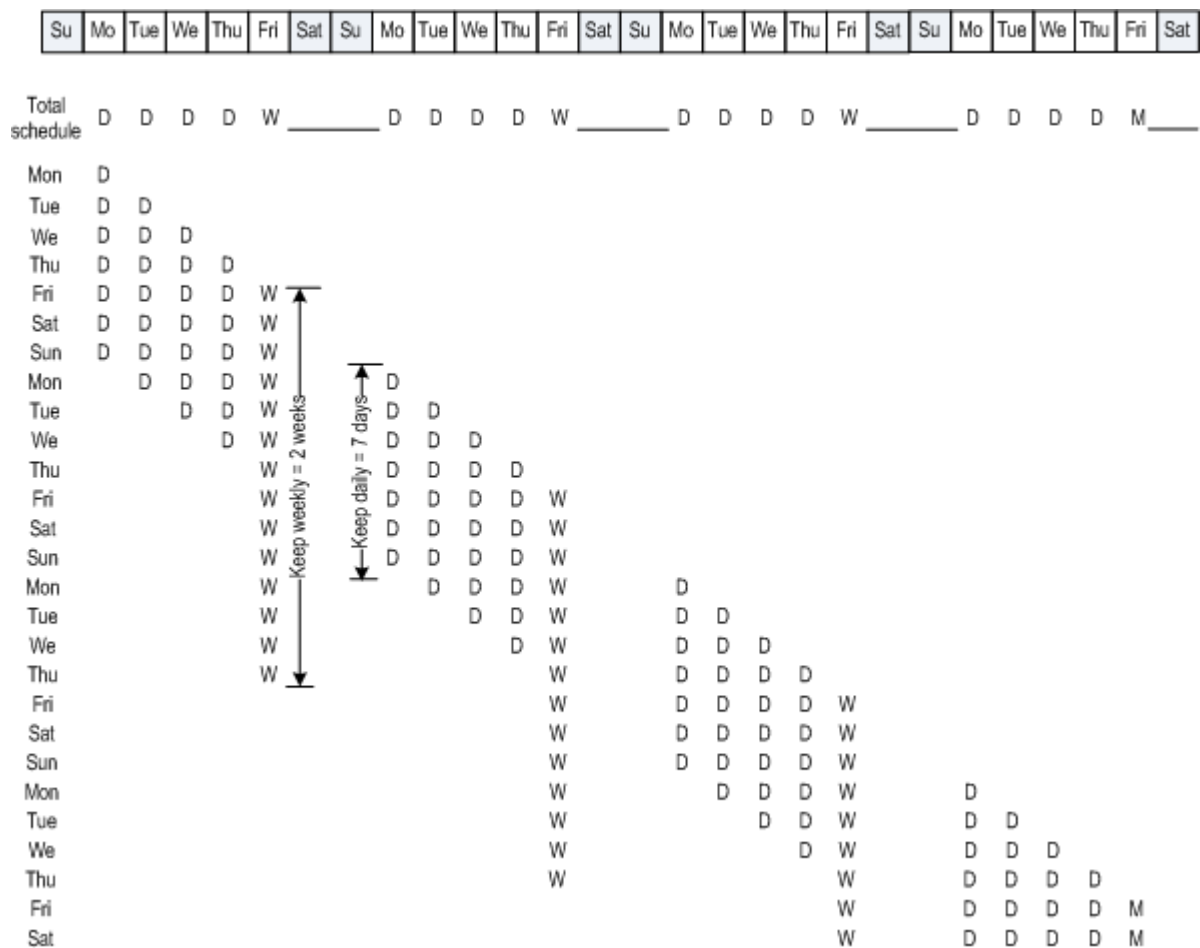 Su Mo Tue We Thu Fri Sat Su Mo Tue We Thu Fri Sat Su Mo Tue We Thu Fri Sat Su Mo Tue We Thu Fri Sat
Total
schedule D D D D W D D D D W D D D D W D D D D M
Mon D
Tue D D
We D D D
Thu D D D D
Fri D D D D W
Sat D D D D W
Sun D D D D W
Mon D D D W D
Tue D D W D D
We D W D D D
Thu W D D D D
Fri W D D D D W
Sat W D D D D W
Sun W D D D D W
Mon W D D D W D
Tue W D D W D D
We W D W D D D
Thu W W D D D D
Fri W D D D D W
Sat W D D D D W
Sun W D D D D W
Mon W D D D W D
Tue W D D W D D
We W D W D D D
Thu W W D D D D
Fri W D D D D M
Sat W D D D D M
Keep weekly = 2 weeks
Keep daily = 7 days